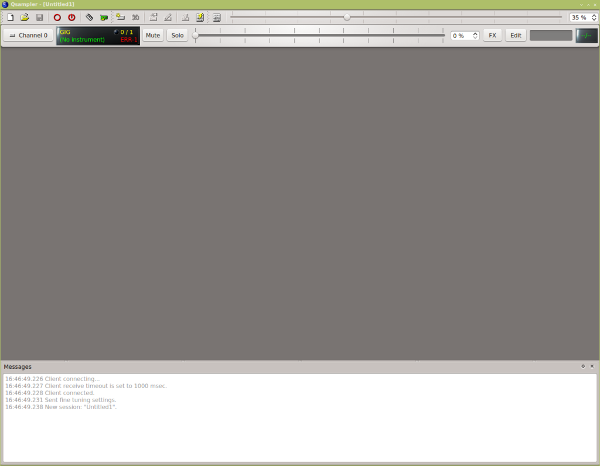 Qsampler - [Untitled1]
35 %
Channel 0
GIG
0 / 1
(No instrument)
ERR 1
Mute
Solo
0 %
FX
Edit
Messages
16:46:49.226 Client connecting...
16:46:49.227 Client receive timeout is set to 1000 msec.
16:46:49.228 Client connected.
16:46:49.231 Sent fine tuning settings.
16:46:49.238 New session: "Untitled1".